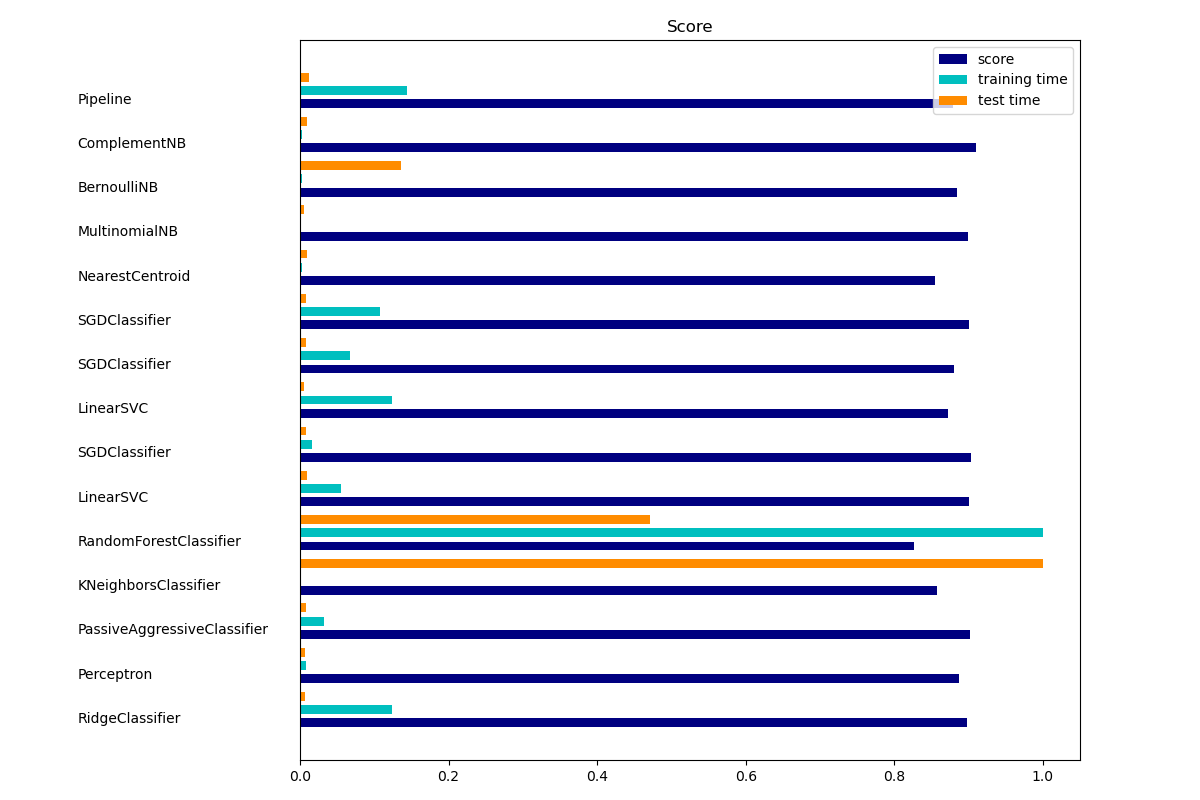 Score
score
training time
test time
Pipeline
ComplementNB
BernoulliNB
MultinomialNB
NearestCentroid
SGDClassifier
SGDClassifier
LinearSVC
SGDClassifier
LinearSVC
RandomForestClassifier
KNeighborsClassifier
PassiveAggressiveClassifier
Perceptron
RidgeClassifier
0.0 0.2 0.4 0.6 0.8 1.0